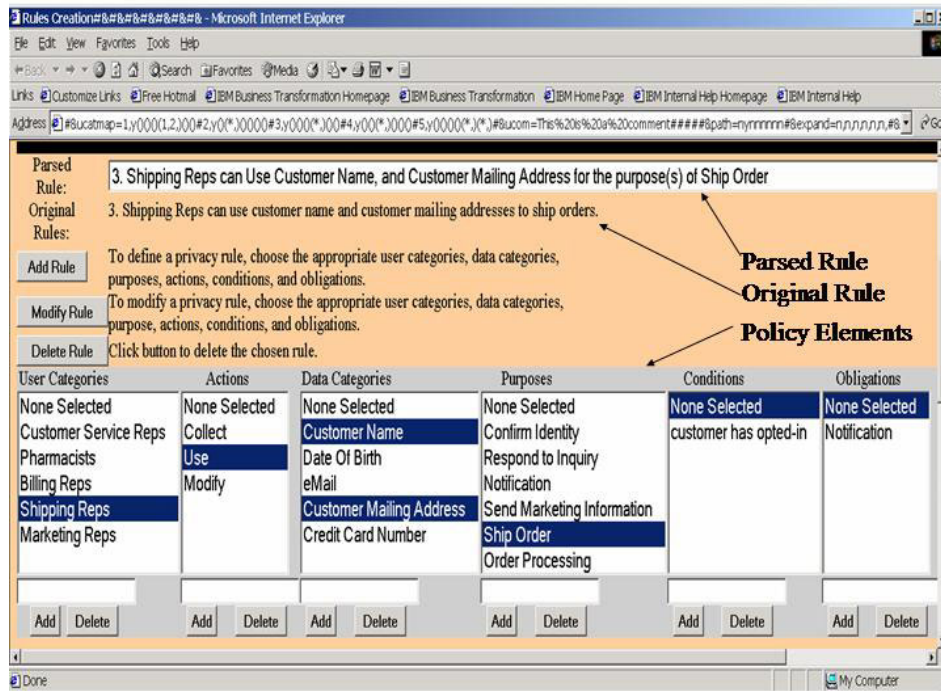 Rules Creation#&#&#&#&#&#&#& - Microsoft Internet Explorer
File Edit View Favorites Tools Help
Back Search Favorites Media
Links Customize Links Free Hotmail IBM Business Transformation Homepage IBM Business Transformation IBM Home Page IBM Internal Help Homepage IBM Internal Help
Address
Parsed Rule: 3. Shipping Reps can Use Customer Name, and Customer Mailing Address for the purpose(s) of Ship Order
Original Rules: 3. Shipping Reps can use customer name and customer mailing addresses to ship orders.
Parsed Rule
Original Rule
Policy Elements
Add Rule
To define a privacy rule, choose the appropriate user categories, data categories,
purposes, actions, conditions, and obligations.
Modify Rule
To modify a privacy rule, choose the appropriate user categories, data categories,
purpose, actions, conditions, and obligations.
Delete Rule
Click button to delete the chosen rule.
User Categories
None Selected
Customer Service Reps
Pharmacists
Billing Reps
Shipping Reps
Marketing Reps
Add Delete
Actions
None Selected
Collect
Use
Modify
Add Delete
Data Categories
None Selected
Customer Name
Date Of Birth
eMail
Customer Mailing Address
Credit Card Number
Add Delete
Purposes
None Selected
Confirm Identity
Respond to Inquiry
Notification
Send Marketing Information
Ship Order
Order Processing
Add Delete
Conditions
None Selected
customer has opted-in
Add Delete
Obligations
None Selected
Notification
Add Delete
Done
My Computer